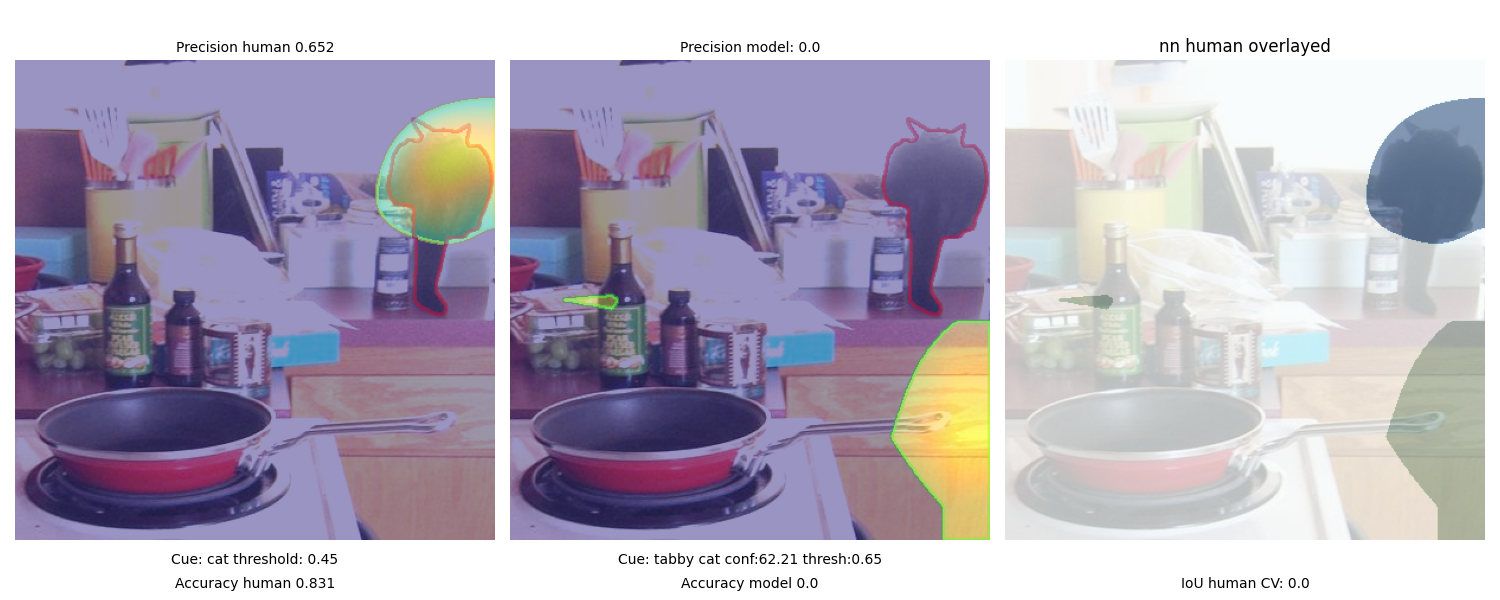 Precision human 0.652
Precision model: 0.0
nn human overlayed
Cue: cat threshold: 0.45
Cue: tabby cat conf:62.21 thresh:0.65
Accuracy human 0.831
Accuracy model 0.0
IoU human CV: 0.0